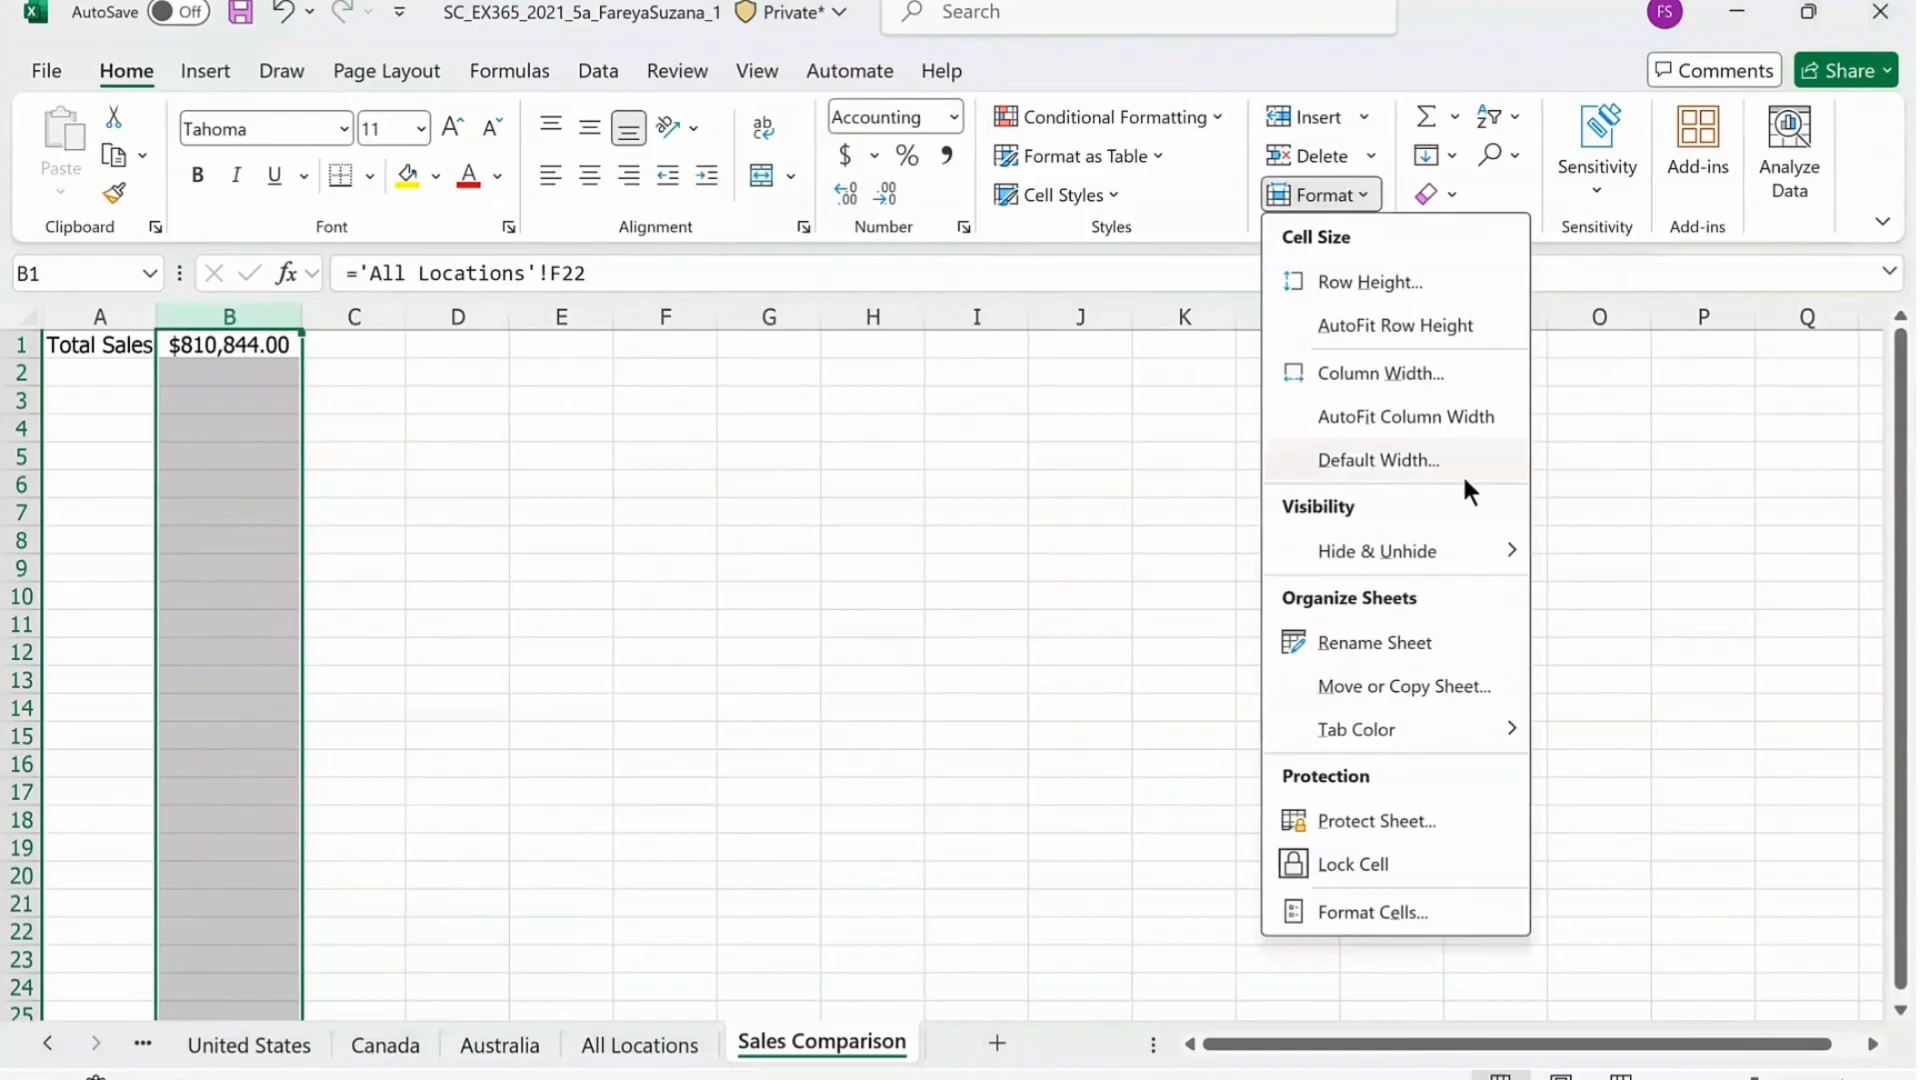 AutoSave Off SC_EX365_2021_5a_FareyaSuzana_1 Private* Search FS
File Home Insert Draw Page Layout Formulas Data Review View Automate Help Comments Share
Paste
Clipboard
Tahoma 11
B I U A
Font
ab
Alignment
Accounting
$ % ,
Number
Conditional Formatting
Format as Table
Cell Styles
Styles
Insert
Delete
Format
Sensitivity
Sensitivity
Add-ins
Add-ins
Analyze
Data
B1 fx ='All Locations'!F22
A B C D E F G H I J K O P Q
1 Total Sales $810,844.00
2
3
4
5
6
7
8
9
10
11
12
13
14
15
16
17
18
19
20
21
22
23
24
25
Cell Size
Row Height...
AutoFit Row Height
Column Width...
AutoFit Column Width
Default Width...
Visibility
Hide & Unhide
Organize Sheets
Rename Sheet
Move or Copy Sheet...
Tab Color
Protection
Protect Sheet...
Lock Cell
Format Cells...
United States Canada Australia All Locations Sales Comparison